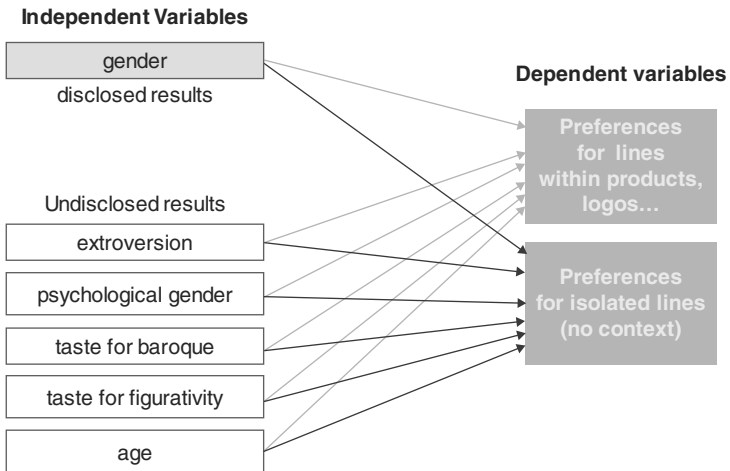 Independent Variables
gender
disclosed results
Undisclosed results
extroversion
psychological gender
taste for baroque
taste for figurativity
age
Dependent variables
Preferences
for lines
within products,
logos...
Preferences
for isolated lines
(no context)